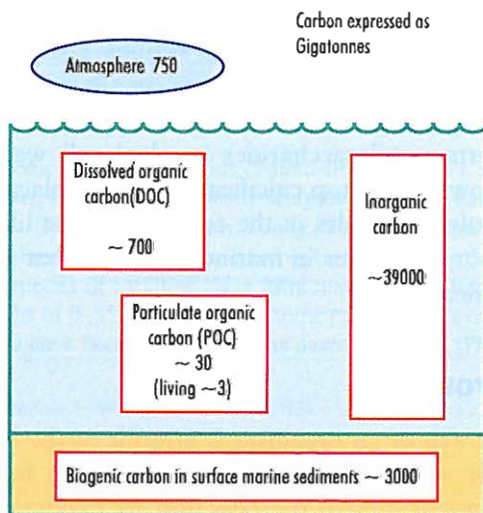 Carbon expressed as
Gigatonnes
Atmosphere 750
Dissolved organic
carbon(DOC)
~ 700
Inorganic
carbon
~39000
Particulate organic
carbon (POC)
~ 30
(living ~3)
Biogenic carbon in surface marine sediments ~ 3000